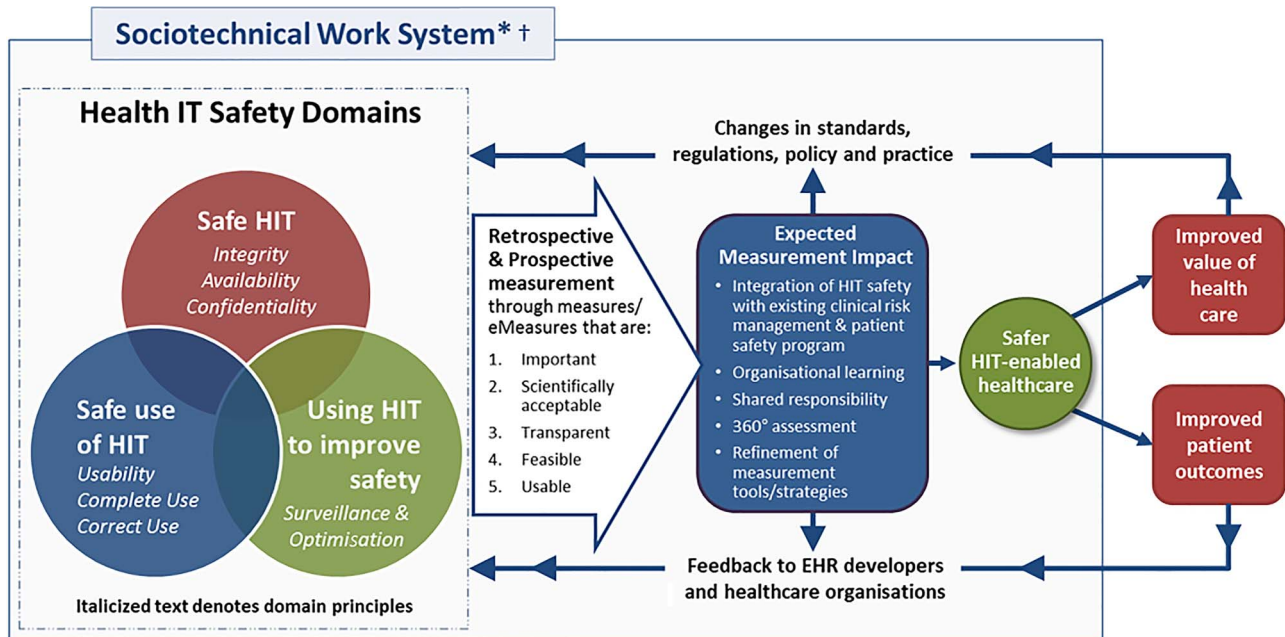 Sociotechnical Work System* †
Health IT Safety Domains
Safe HIT
Integrity
Availability
Confidentiality
Safe use
of HIT
Usability
Complete Use
Correct Use
Using HIT
to improve
safety
Surveillance &
Optimisation
Italicized text denotes domain principles
Retrospective
& Prospective
measurement
through measures/
eMeasures that are:
1. Important
2. Scientifically
acceptable
3. Transparent
4. Feasible
5. Usable
Changes in standards,
regulations, policy and practice
Expected
Measurement Impact
• Integration of HIT safety
with existing clinical risk
management & patient
safety program
• Organisational learning
• Shared responsibility
• 360° assessment
• Refinement of
measurement
tools/strategies
Feedback to EHR developers
and healthcare organisations
Safer
HIT-enabled
healthcare
Improved
value of
health
care
Improved
patient
outcomes